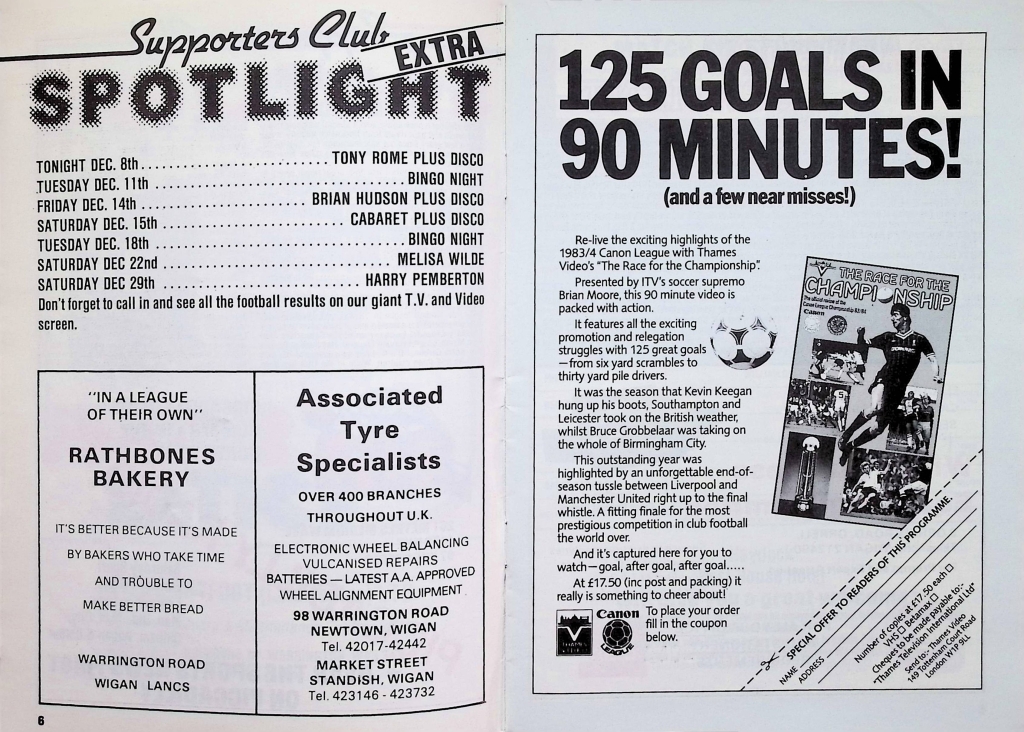 Supporters Club
EXTRA
SPOTLIGHT
TONIGHT DEC. 8th.............................. TONY ROME PLUS DISCO
TUESDAY DEC. 11th ....................................... BINGO NIGHT
FRIDAY DEC. 14th .......................... BRIAN HUDSON PLUS DISCO
SATURDAY DEC. 15th .............................. CABARET PLUS DISCO
TUESDAY DEC. 18th ....................................... BINGO NIGHT
SATURDAY DEC 22nd .................................... MELISA WILDE
SATURDAY DEC 29th ................................ HARRY PEMBERTON
Don't forget to call in and see all the football results on our giant T.V. and Video
screen.
"IN A LEAGUE
OF THEIR OWN"
RATHBONES
BAKERY
IT'S BETTER BECAUSE IT'S MADE
BY BAKERS WHO TAKE TIME
AND TROUBLE TO
MAKE BETTER BREAD
WARRINGTON ROAD
WIGAN LANCS
Associated
Tyre
Specialists
OVER 400 BRANCHES
THROUGHOUT U.K.
ELECTRONIC WHEEL BALANCING
VULCANISED REPAIRS
BATTERIES — LATEST A.A. APPROVED
WHEEL ALIGNMENT EQUIPMENT
98 WARRINGTON ROAD
NEWTOWN, WIGAN
Tel. 42017-42442
MARKET STREET
STANDISH, WIGAN
Tel. 423146 - 423732
6
125 GOALS IN
90 MINUTES!
(and a few near misses!)
Re-live the exciting highlights of the
1983/4 Canon League with Thames
Video's "The Race for the Championship".
Presented by ITV's soccer supremo
Brian Moore, this 90 minute video is
packed with action.
It features all the exciting
promotion and relegation
struggles with 125 great goals
—from six yard scrambles to
thirty yard pile drivers.
It was the season that Kevin Keegan
hung up his boots, Southampton and
Leicester took on the British weather,
whilst Bruce Grobbelaar was taking on
the whole of Birmingham City.
This outstanding year was
highlighted by an unforgettable end-of-
season tussle between Liverpool and
Manchester United right up to the final
whistle. A fitting finale for the most
prestigious competition in club football
the world over.
And it's captured here for you to
watch—goal, after goal, after goal.....
At £17.50 (inc post and packing) it
really is something to cheer about!
Canon
LEAGUE
To place your order
fill in the coupon
below.
THE RACE FOR THE
CHAMPIONSHIP
The official review of the
Canon League Championship 83/84
Canon
SPECIAL OFFER TO READERS OF THIS PROGRAMME.
NAME
ADDRESS
Number of copies at £17.50 each
VHS Betamax
Cheques to be made payable to:-
"Thames Television International Ltd"
Send to:- Thames Video
149 Tottenham Court Road
London W1P 9LL